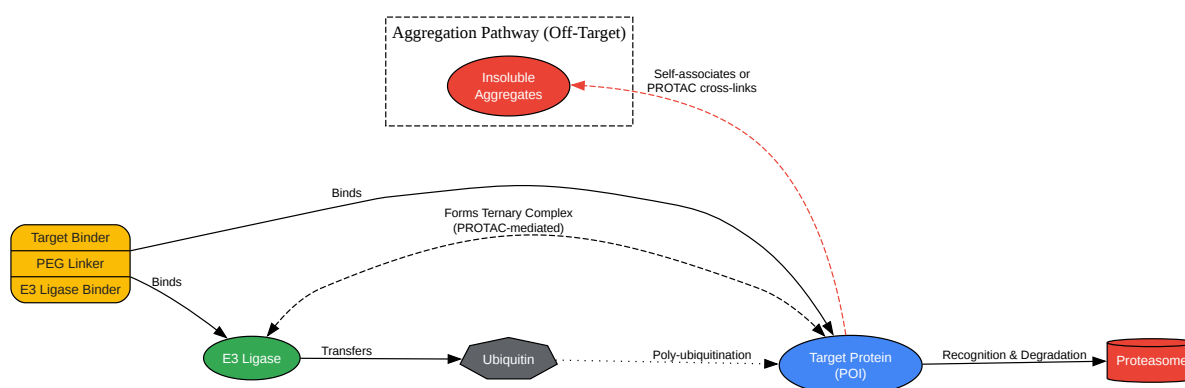 Aggregation Pathway (Off-Target)
Insoluble
Aggregates
Self-associates or
PROTAC cross-links
Binds
Forms Ternary Complex
(PROTAC-mediated)
Target Binder
PEG Linker
E3 Ligase Binder
Binds
E3 Ligase
Transfers
Ubiquitin
Poly-ubiquitination
Target Protein
(POI)
Recognition & Degradation
Proteasome